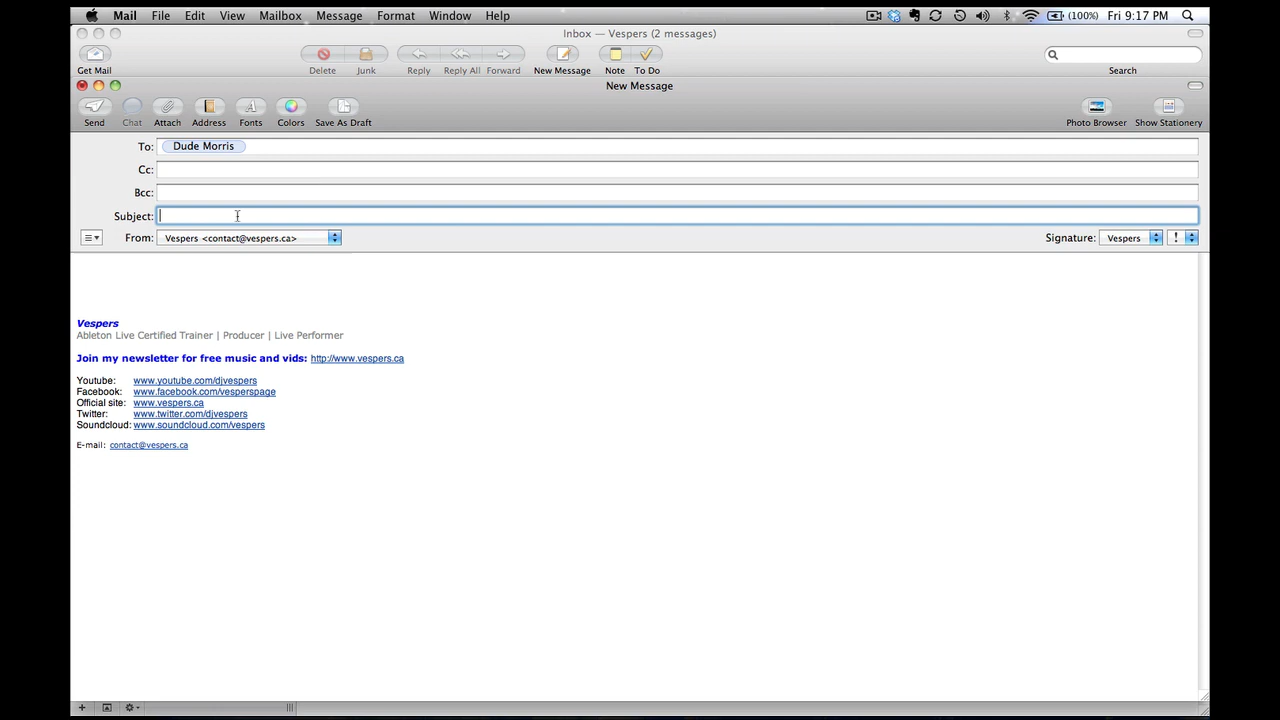 Mail File Edit View Mailbox Message Format Window Help (100%) Fri 9:17 PM
Inbox — Vespers (2 messages)
Get Mail Delete Junk Reply Reply All Forward New Message Note To Do Search
New Message
Send Chat Attach Address Fonts Colors Save As Draft Photo Browser Show Stationery
To: Dude Morris
Cc:
Bcc:
Subject:
From: Vespers <contact@vespers.ca> Signature: Vespers !
Vespers
Ableton Live Certified Trainer | Producer | Live Performer
Join my newsletter for free music and vids: http://www.vespers.ca
Youtube: www.youtube.com/djvespers
Facebook: www.facebook.com/vesperspage
Official site: www.vespers.ca
Twitter: www.twitter.com/djvespers
Soundcloud: www.soundcloud.com/vespers
E-mail: contact@vespers.ca